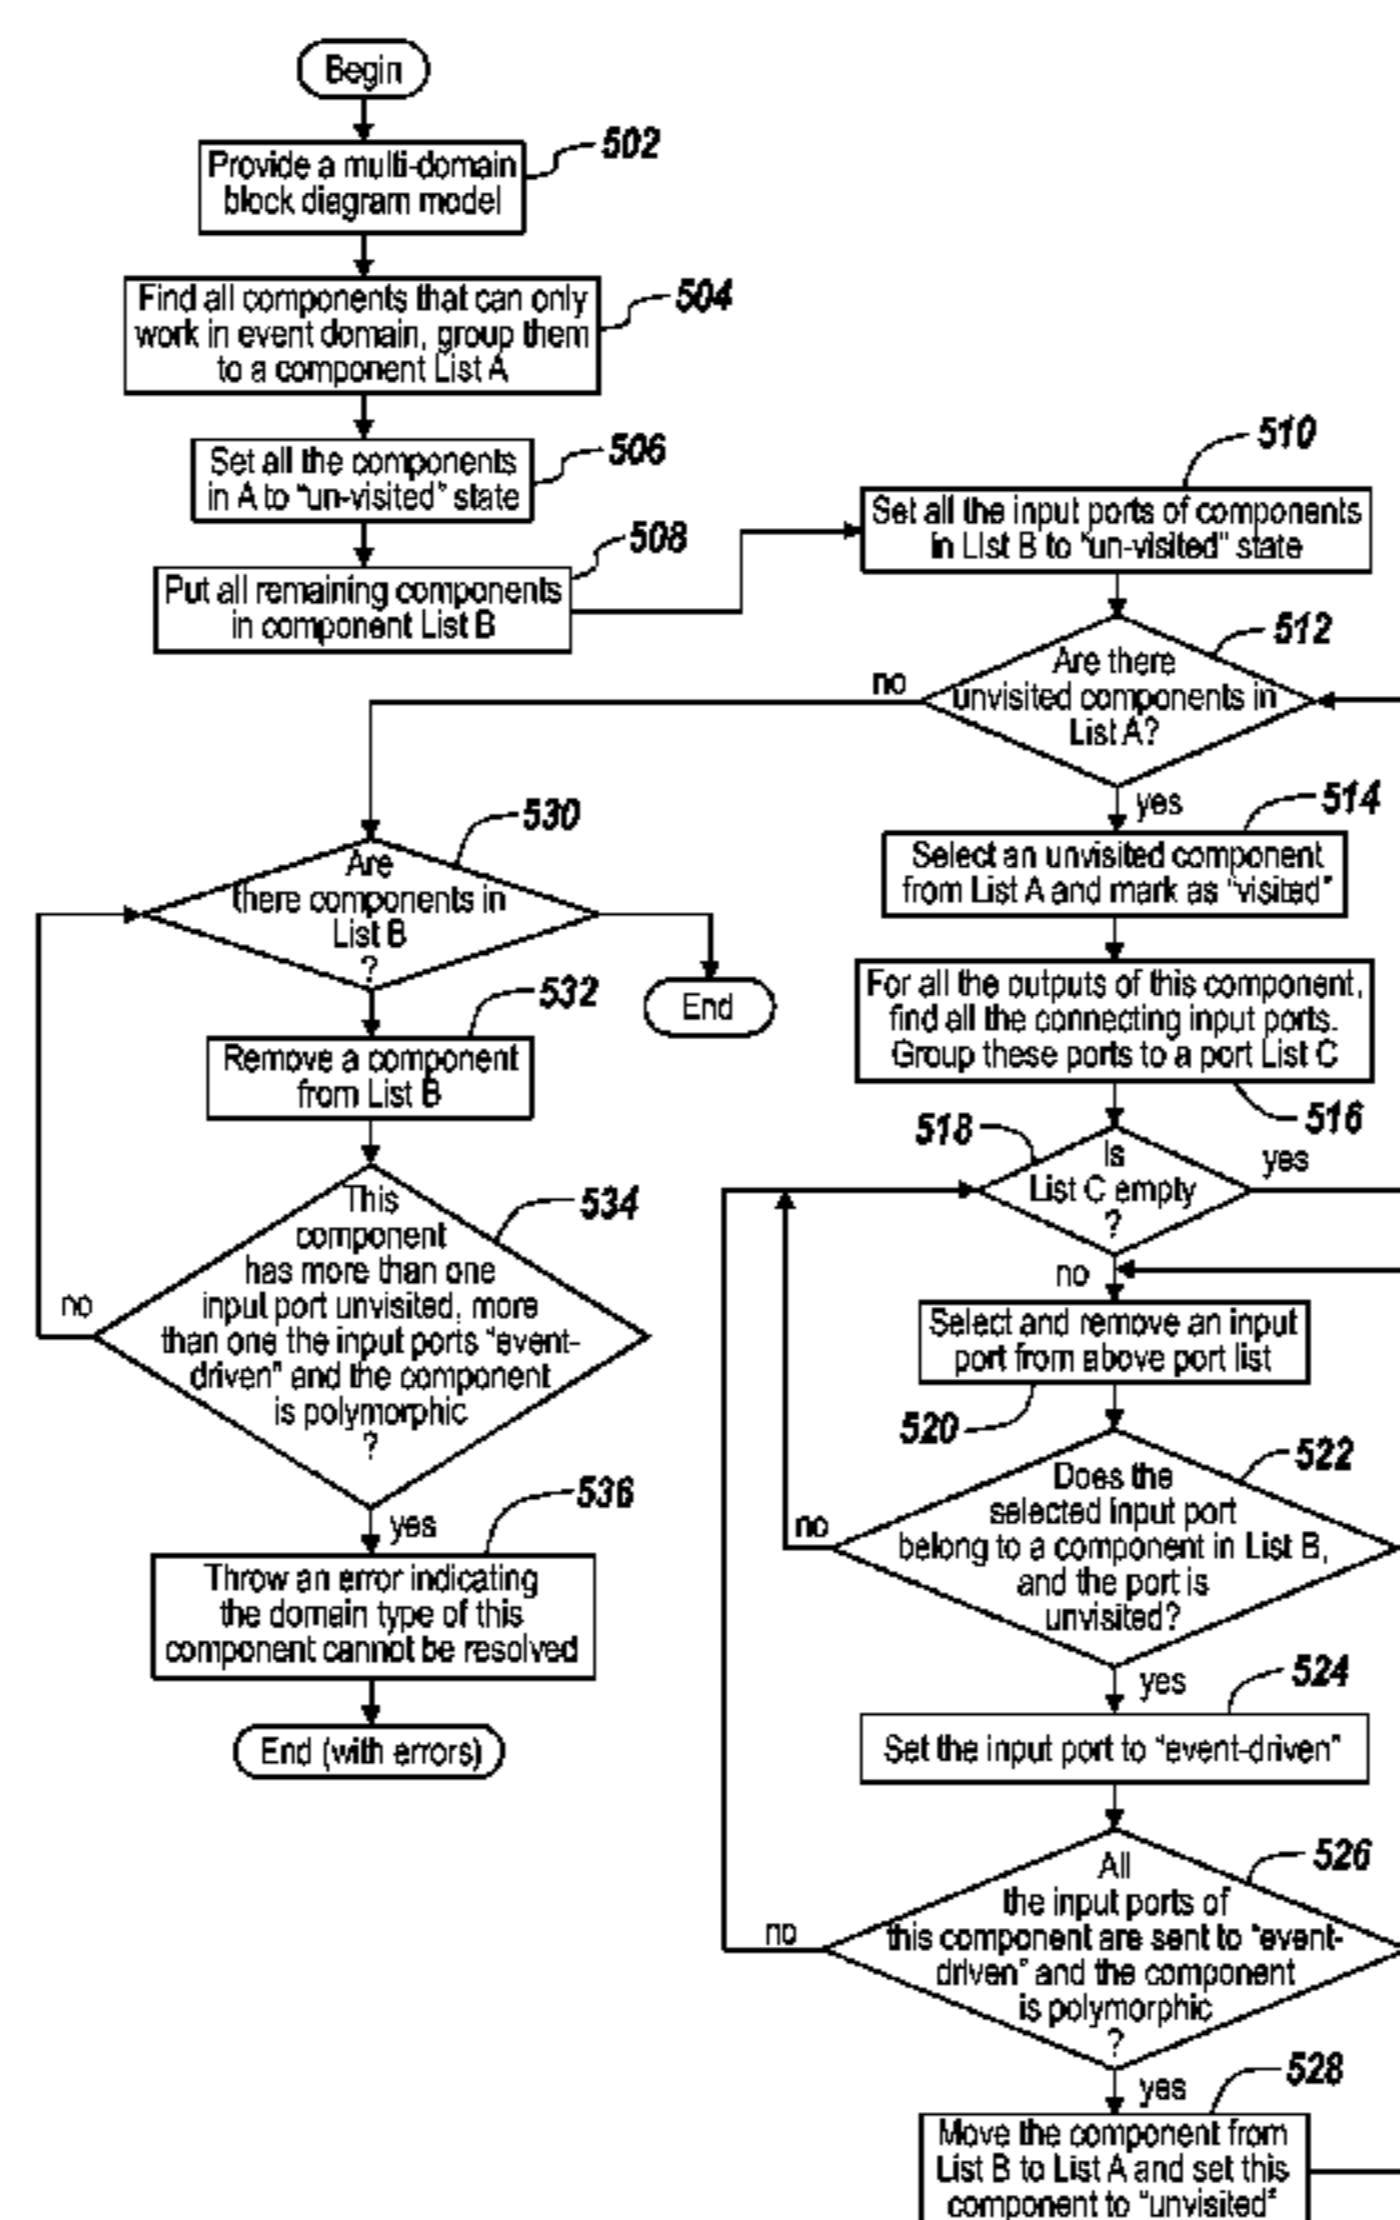 Begin
502
Provide a multi-domain
block diagram model
504
Find all components that can only
work in event domain, group them
to a component List A
506
Set all the components
in A to "un-visited" state
508
Put all remaining components
in component List B
510
Set all the input ports of components
in List B to "un-visited" state
512
Are there
unvisited components in
List A?
no
yes
514
Select an unvisited component
from List A and mark as "visited"
For all the outputs of this component,
find all the connecting input ports.
Group these ports to a port List C
516
518
Is
List C empty
?
yes
no
Select and remove an input
port from above port list
520
522
Does the
selected input port
belong to a component in List B,
and the port is
unvisited?
no
yes
524
Set the input port to "event-driven"
526
All
the input ports of
this component are sent to "event-
driven" and the component
is polymorphic
?
no
yes
528
Move the component from
List B to List A and set this
component to "unvisited"
530
Are
there components in
List B
?
End
532
Remove a component
from List B
534
This
component
has more than one
input port unvisited, more
than one the input ports "event-
driven" and the component
is polymorphic
?
no
yes
536
Throw an error indicating
the domain type of this
component cannot be resolved
End (with errors)